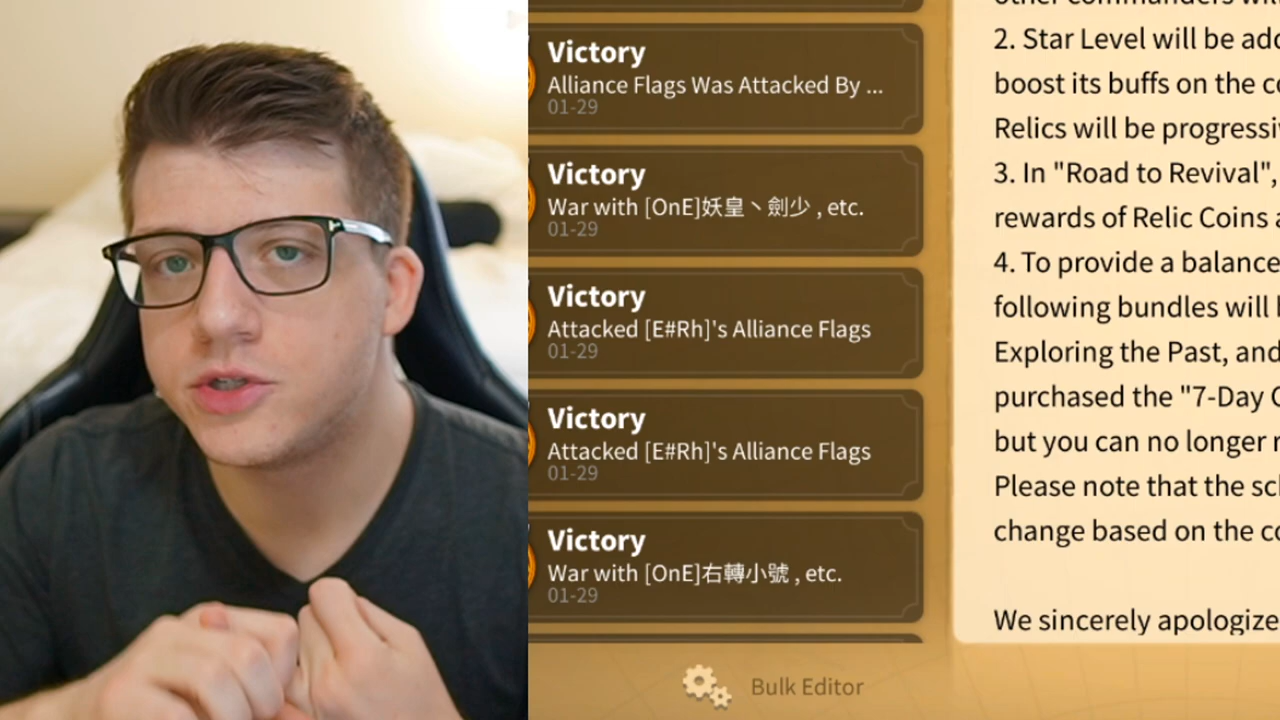 Victory
Alliance Flags Was Attacked By ...
01-29
Victory
War with [OnE]妖皇丶劍少 , etc.
01-29
Victory
Attacked [E#Rh]'s Alliance Flags
01-29
Victory
Attacked [E#Rh]'s Alliance Flags
01-29
Victory
War with [OnE]右轉小號 , etc.
01-29
Bulk Editor
other commanders
2. Star Level will be
boost its buffs on the
Relics will be
3. In "Road to Revival",
rewards of Relic Coins
4. To provide a balance
following bundles will
Exploring the Past, and
purchased the "7-Day
but you can no longer
Please note that the
change based on the
We sincerely apologize